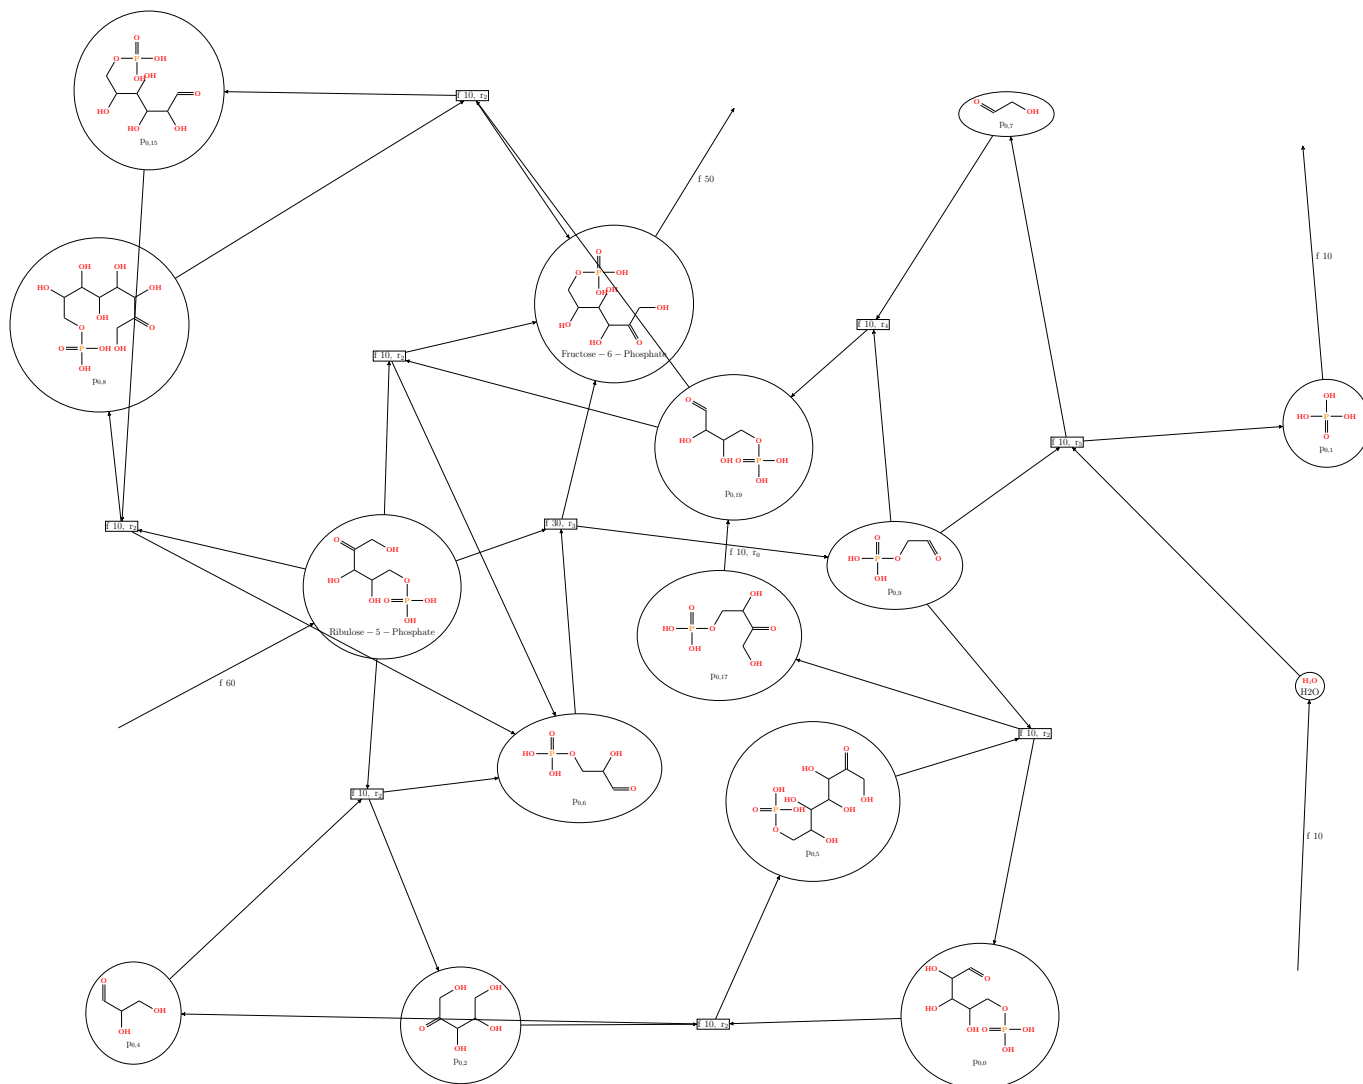 O
O P OH
OH OH
O
HO
HO OH
p0,15
f 10, r2
O
OH
p0,7
f 50
f 10
OH OH OH
HO OH
OH
O O
O P OH OH
OH
p0,8
O
O P OH
OH OH
OH
HO
HO O
Fructose − 6 − Phosphate
f 10, r4
f 10, r2
O
HO
OH O P OH
O
OH
p0,19
OH
HO P OH
O
p0,1
f 10, r5
f 10, r2
f 30, r3
f 10, r0
O
OH
HO O
OH O P OH
OH
Ribulose − 5 − Phosphate
O
HO P O O
OH
p0,9
OH
O
HO P O O
OH
OH
p0,17
f 60
H2O
H2O
f 10, r2
O
HO P O OH
OH
O
p0,6
O
HO
OH
OH
HO OH OH
O P
O OH
p0,5
f 10, r2
f 10
O
OH
OH
p0,4
OH OH
O OH
OH
p0,2
f 10, r2
HO O
HO O
OH O P OH
OH
p0,0